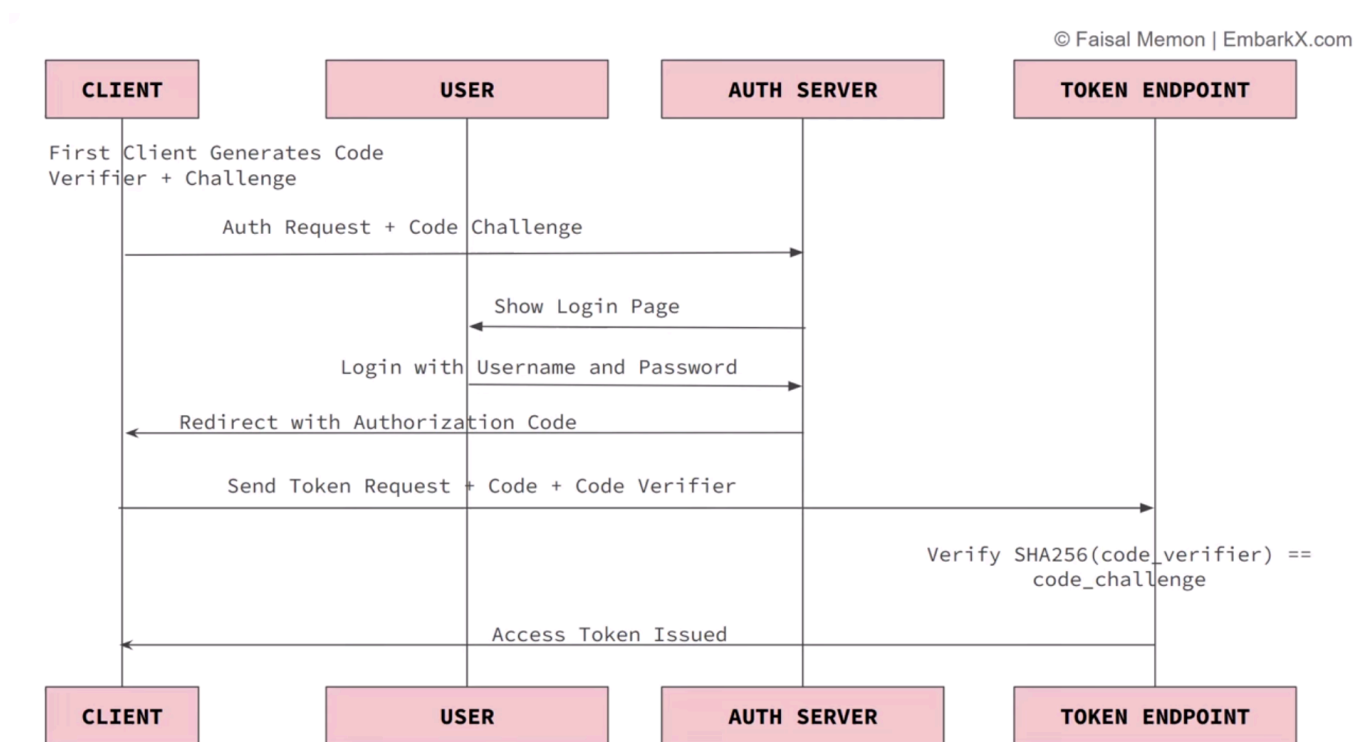 © Faisal Memon | EmbarkX.com
CLIENT
USER
AUTH SERVER
TOKEN ENDPOINT
First Client Generates Code
Verifier + Challenge
Auth Request + Code Challenge
Show Login Page
Login with Username and Password
Redirect with Authorization Code
Send Token Request + Code + Code Verifier
Verify SHA256(code_verifier) ==
code_challenge
Access Token Issued
CLIENT
USER
AUTH SERVER
TOKEN ENDPOINT